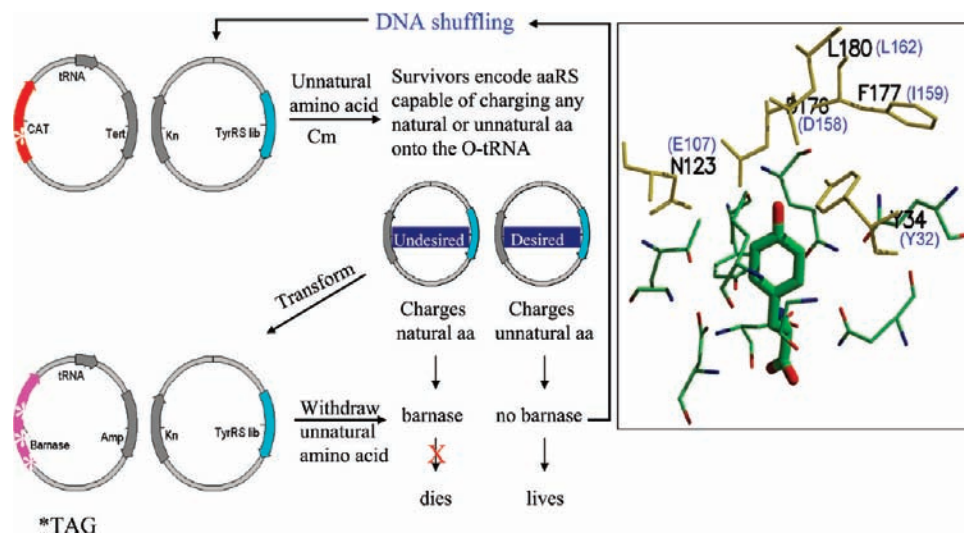 DNA shuffling
tRNA
CAT
Tert
Kn
TyrRS lib
Unnatural
amino acid
Cm
Survivors encode aaRS
capable of charging any
natural or unnatural aa
onto the O-tRNA
Undesired
Desired
Transform
Charges
natural aa
Charges
unnatural aa
tRNA
Barnase
Amp
Kn
TyrRS lib
Withdraw
unnatural
amino acid
barnase
no barnase
X
dies
lives
*TAG
L180 (L162)
F177 (I159)
(D158)
(E107)
N123
Y34
(Y32)